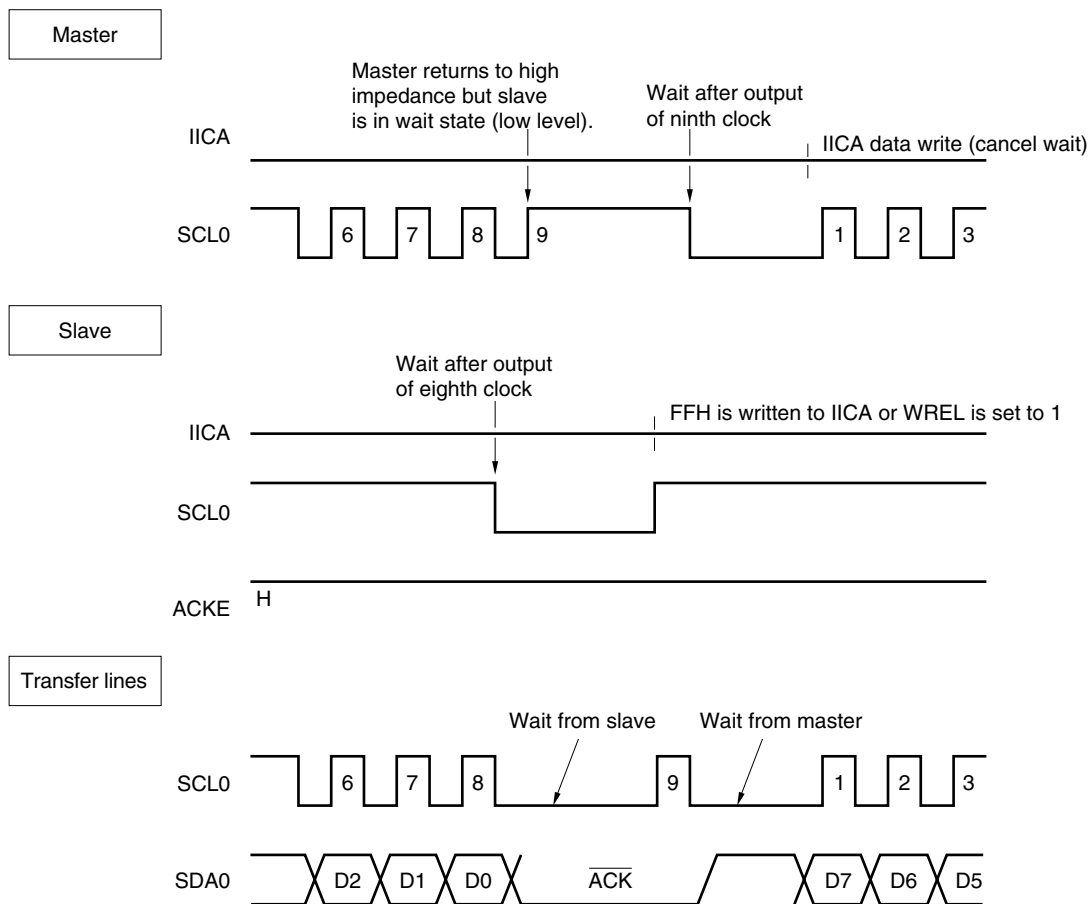 Master
Master returns to high
impedance but slave
is in wait state (low level).
Wait after output
of ninth clock
IICA
IICA data write (cancel wait)
SCL0
6 7 8 9 1 2 3
Slave
Wait after output
of eighth clock
FFH is written to IICA or WREL is set to 1
IICA
SCL0
H
ACKE
Transfer lines
Wait from slave
Wait from master
SCL0
6 7 8 9 1 2 3
SDA0
D2 D1 D0 ACK D7 D6 D5